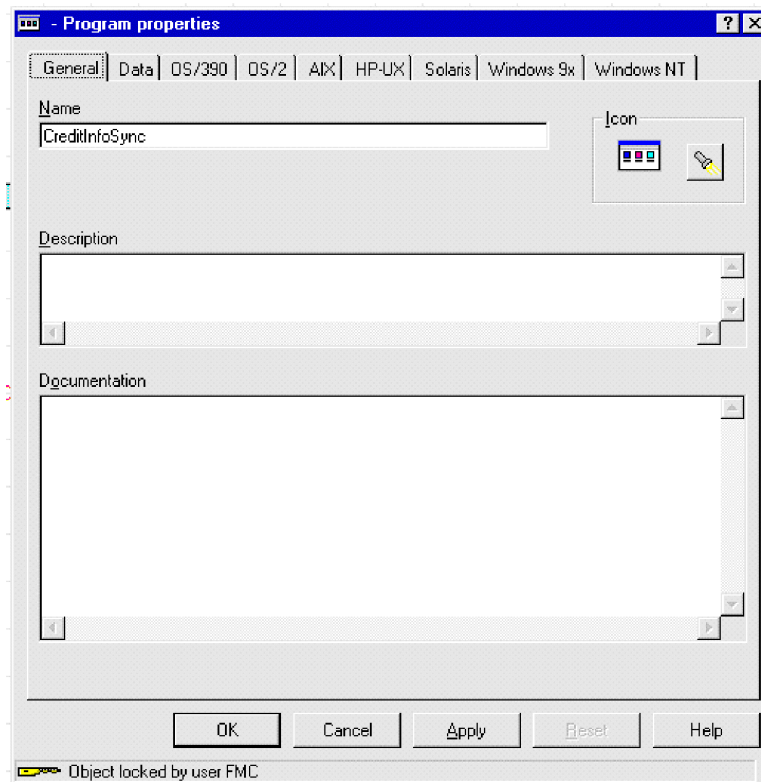 - Program properties
General Data OS/390 OS/2 AIX HP-UX Solaris Windows 9x Windows NT
Name
Icon
CreditInfoSync
Description
Documentation
OK Cancel Apply Reset Help
Object locked by user FMC